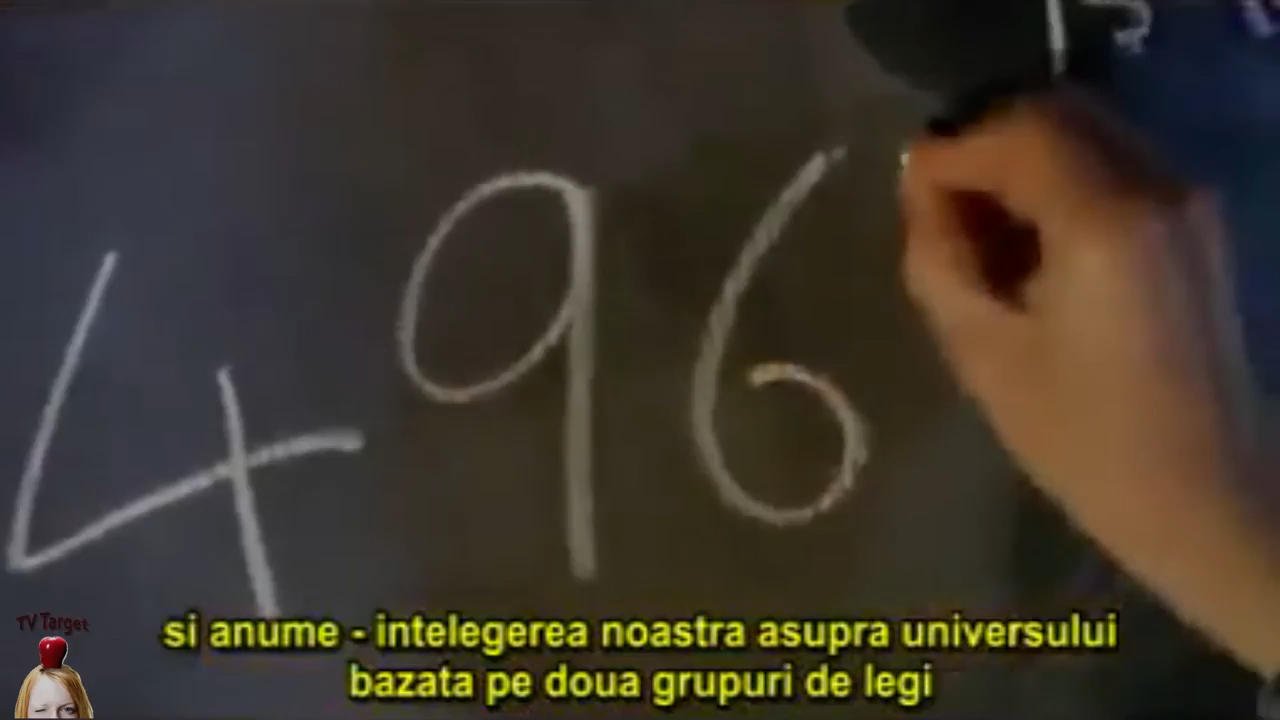 496
si anume - intelegerea noastra asupra universului
bazata pe doua grupuri de legi
TV Target